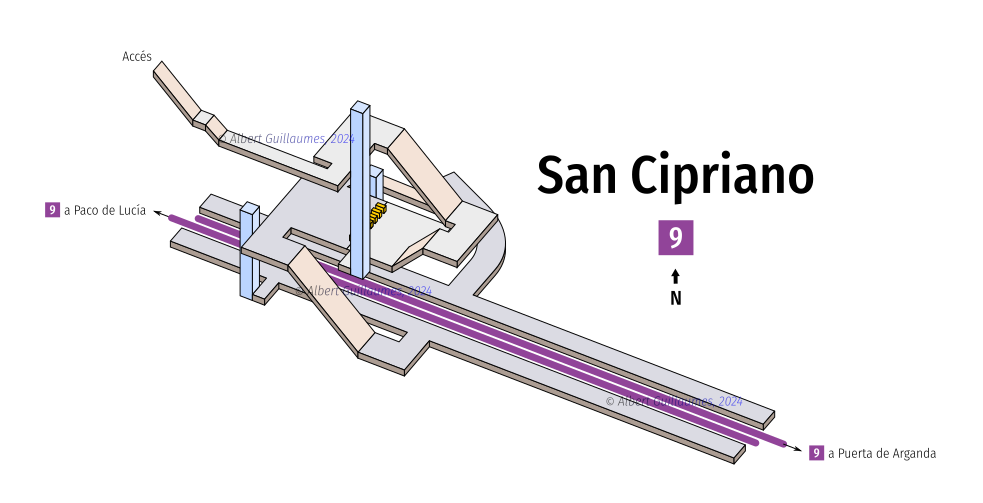 Accés
© Albert Guillaumes, 2024
San Cipriano
9 a Paco de Lucía
9
N
© Albert Guillaumes, 2024
© Albert Guillaumes, 2024
9 a Puerta de Arganda